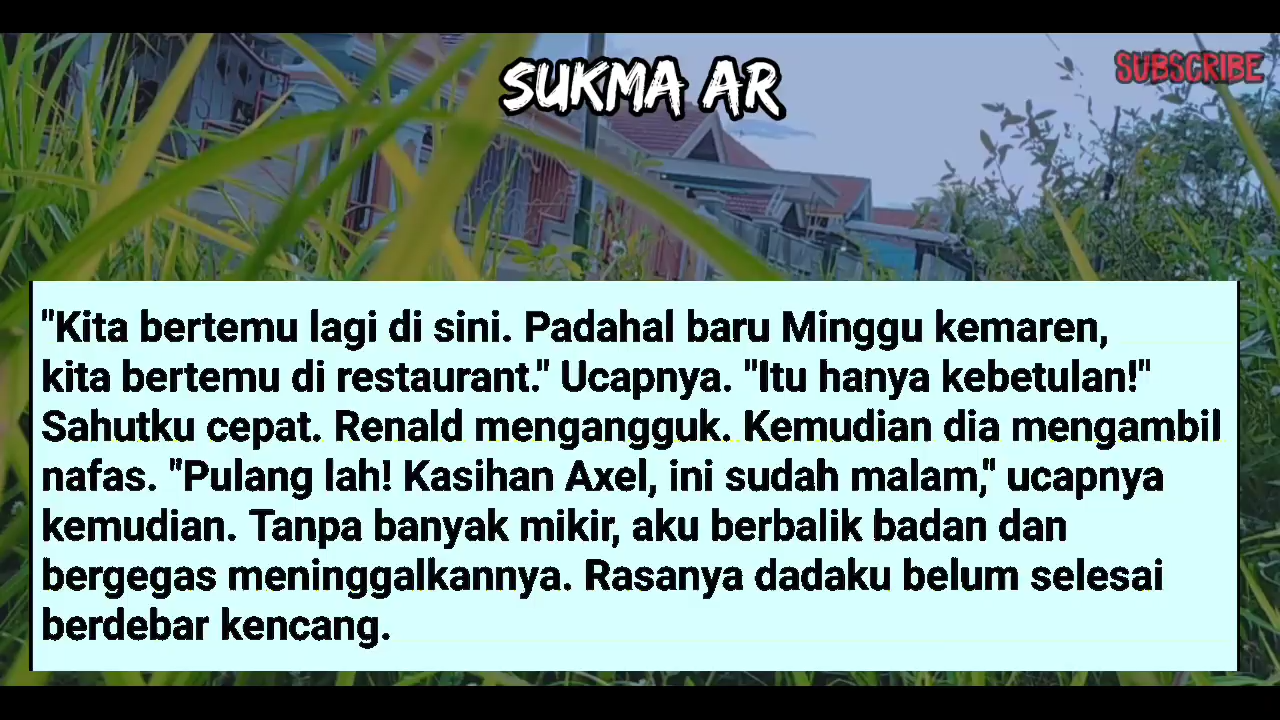 SUKMA AR
SUBSCRIBE
"Kita bertemu lagi di sini. Padahal baru Minggu kemaren,
kita bertemu di restaurant." Ucapnya. "Itu hanya kebetulan!"
Sahutku cepat. Renald mengangguk. Kemudian dia mengambil
nafas. "Pulang lah! Kasihan Axel, ini sudah malam," ucapnya
kemudian. Tanpa banyak mikir, aku berbalik badan dan
bergegas meninggalkannya. Rasanya dadaku belum selesai
berdebar kencang.